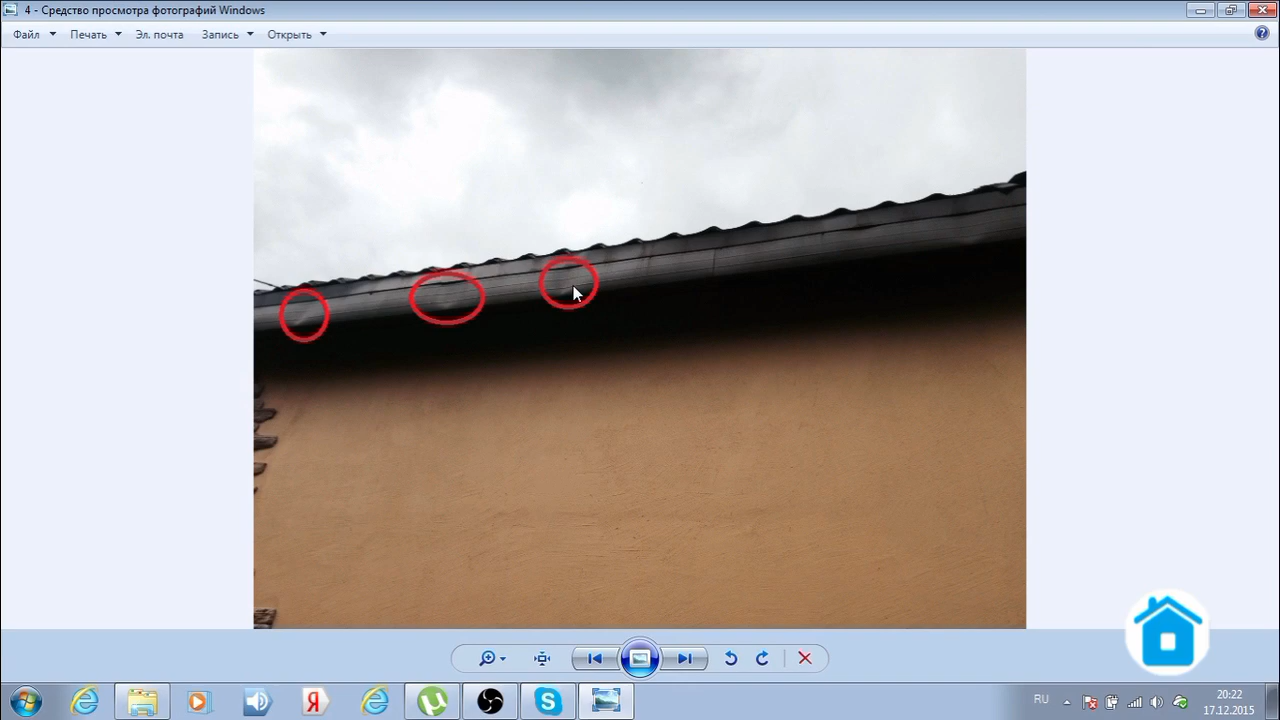 4 - Средство просмотра фотографий Windows
Файл Печать Эл. почта Запись Открыть
RU
20:22
17.12.2015